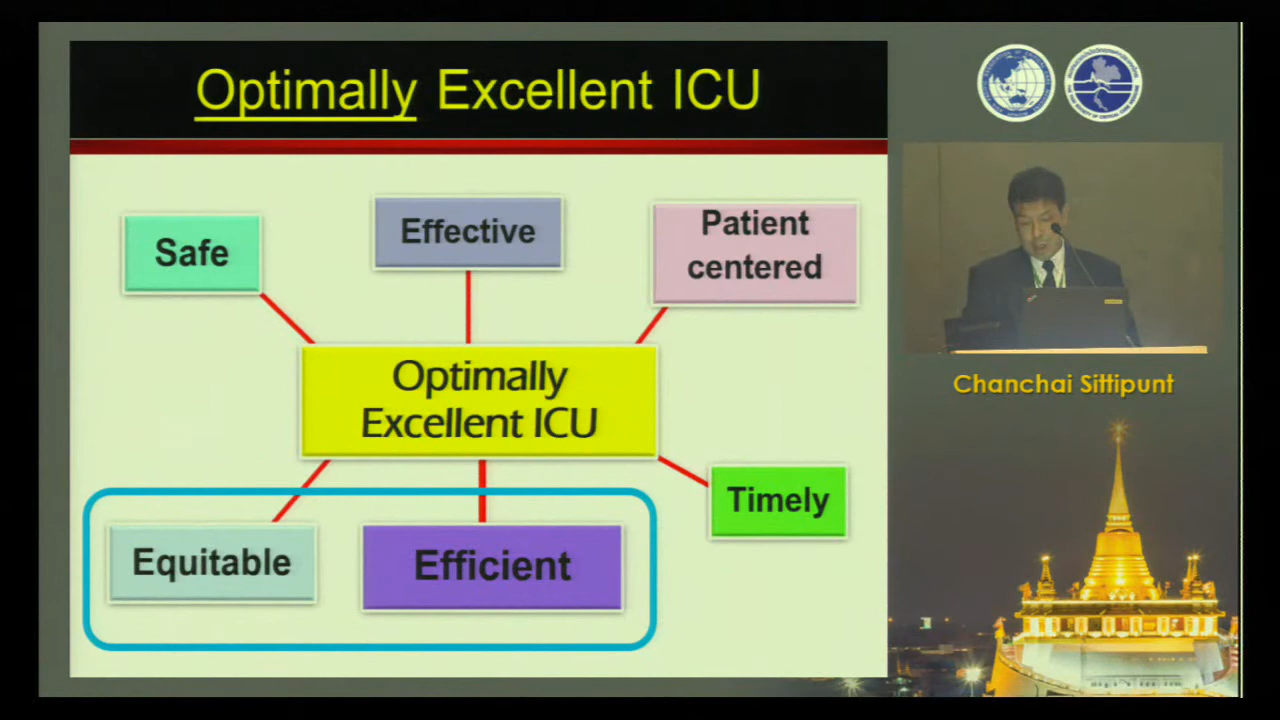 Optimally Excellent ICU
Safe
Effective
Patient
centered
Optimally
Excellent ICU
Timely
Equitable
Efficient
Chanchai Sittipunt